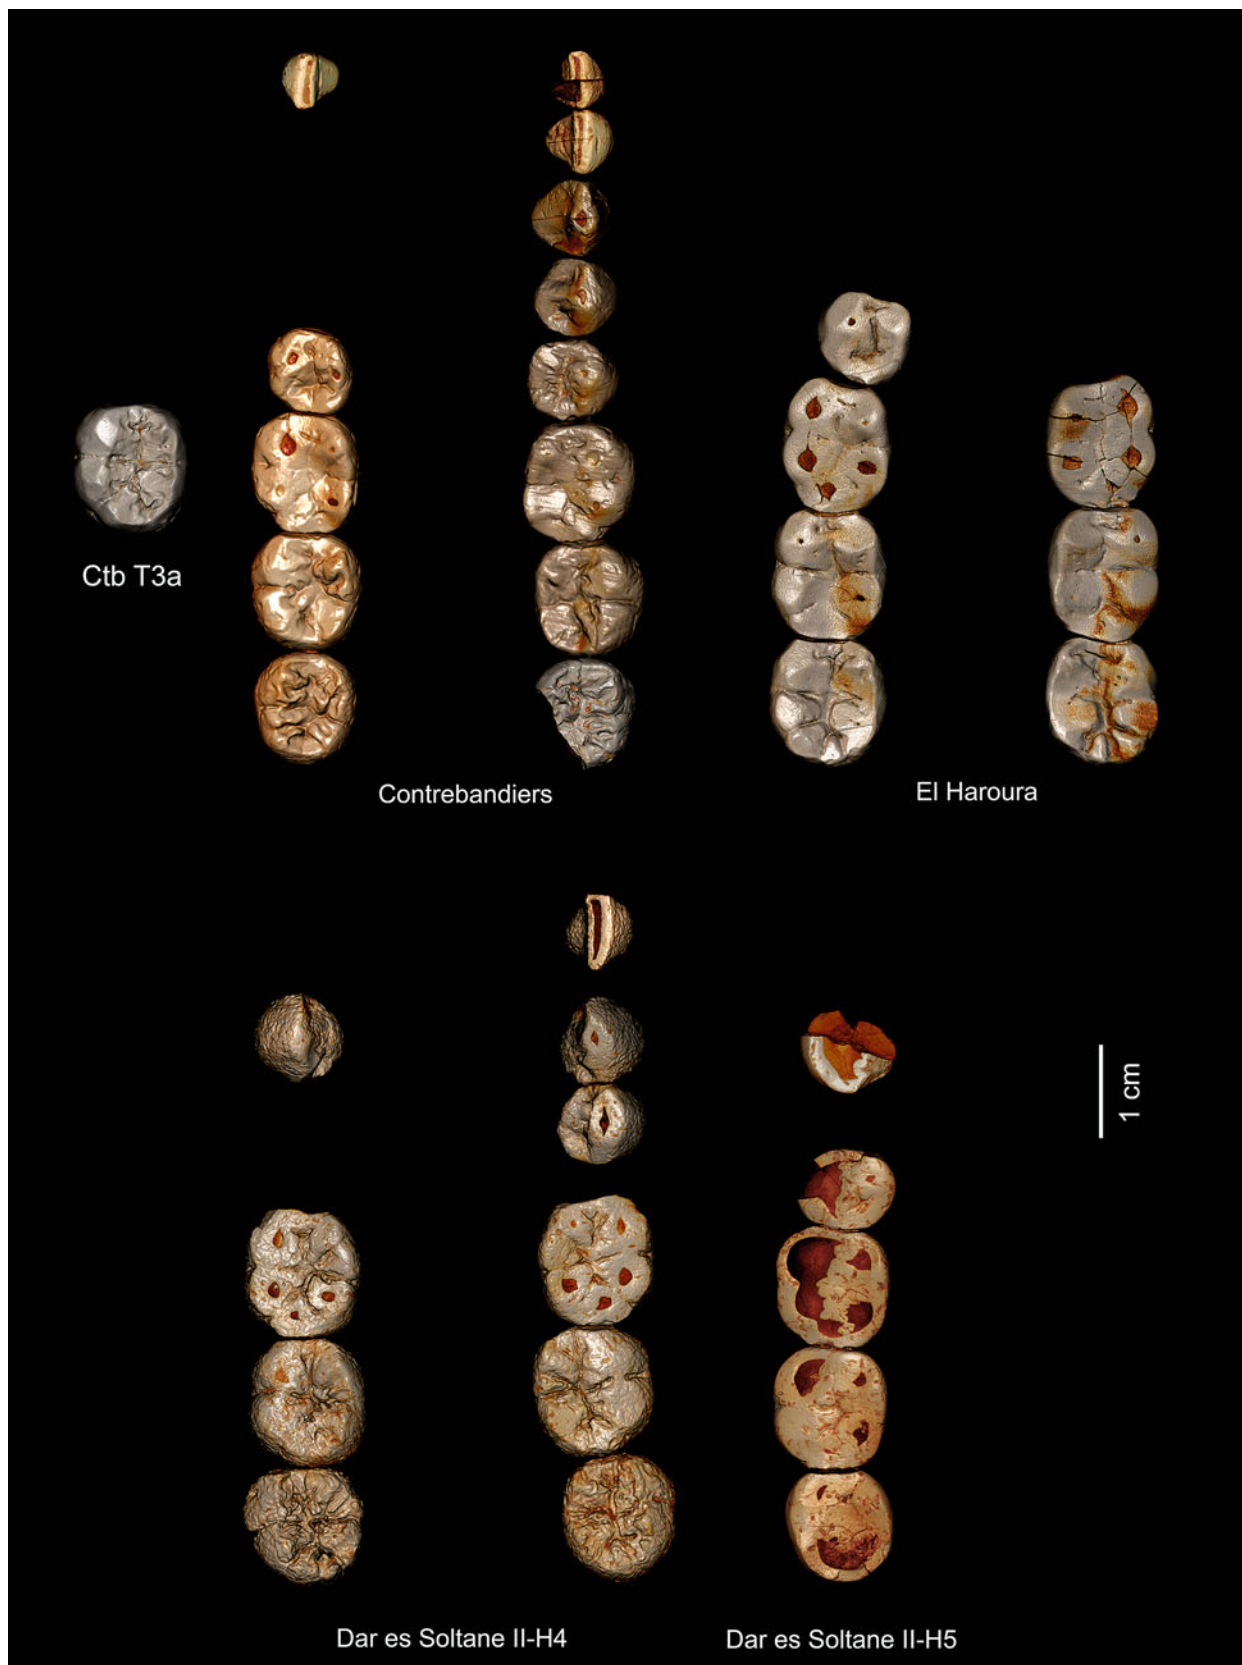 Ctb T3a
Contrebandiers
El Haroura
1 cm
Dar es Soltane II-H4
Dar es Soltane II-H5